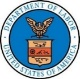 DEPARTMENT OF LABOR
UNITED STATES OF AMERICA